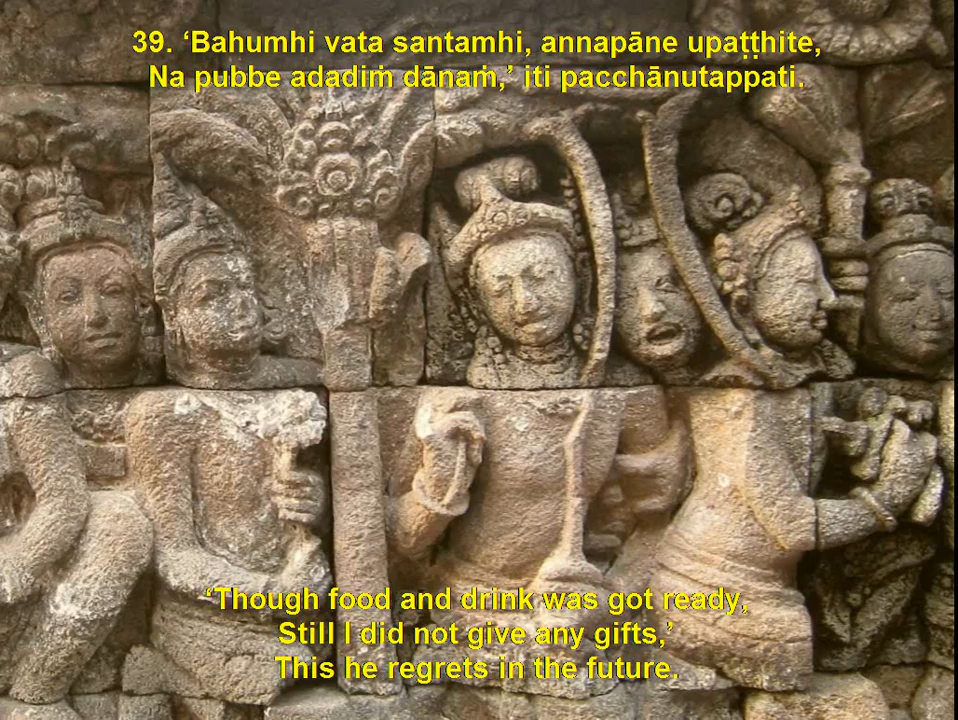 39. ‘Bahumhi vata santamhi, annapāne upaṭṭhite,
Na pubbe adadiṁ dānaṁ,’ iti pacchānutappati.
‘Though food and drink was got ready,
Still I did not give any gifts,’
This he regrets in the future.